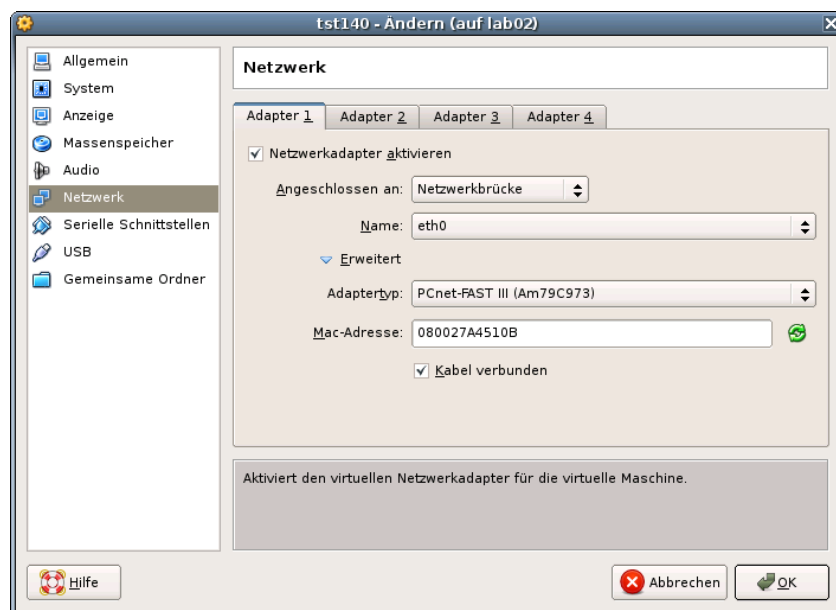 tst140 - Ändern (auf lab02)
Allgemein
System
Anzeige
Massenspeicher
Audio
Netzwerk
Serielle Schnittstellen
USB
Gemeinsame Ordner
Netzwerk
Adapter 1 Adapter 2 Adapter 3 Adapter 4
Netzwerkadapter aktivieren
Angeschlossen an: Netzwerkbrücke
Name: eth0
Erweitert
Adaptertyp: PCnet-FAST III (Am79C973)
Mac-Adresse: 080027A4510B
Kabel verbunden
Aktiviert den virtuellen Netzwerkadapter für die virtuelle Maschine.
Hilfe Abbrechen OK